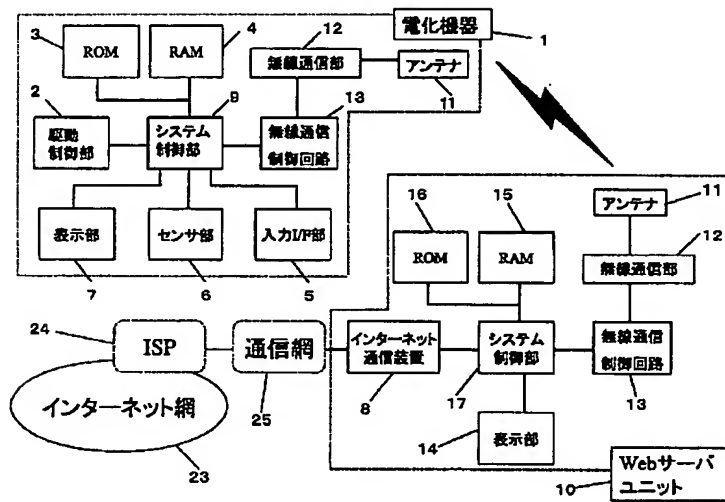 電化機器
1
3
ROM
4
RAM
12
無線通信部
アンテナ
11
2
駆動
制御部
9
システム
制御部
13
無線通信
制御回路
表示部
7
センサ部
6
入力I/F部
5
16
ROM
15
RAM
アンテナ
11
12
無線通信部
24
ISP
通信網
25
インターネット
通信装置
8
システム
制御部
17
無線通信
制御回路
13
インターネット網
23
14
表示部
10
Webサーバ
ユニット